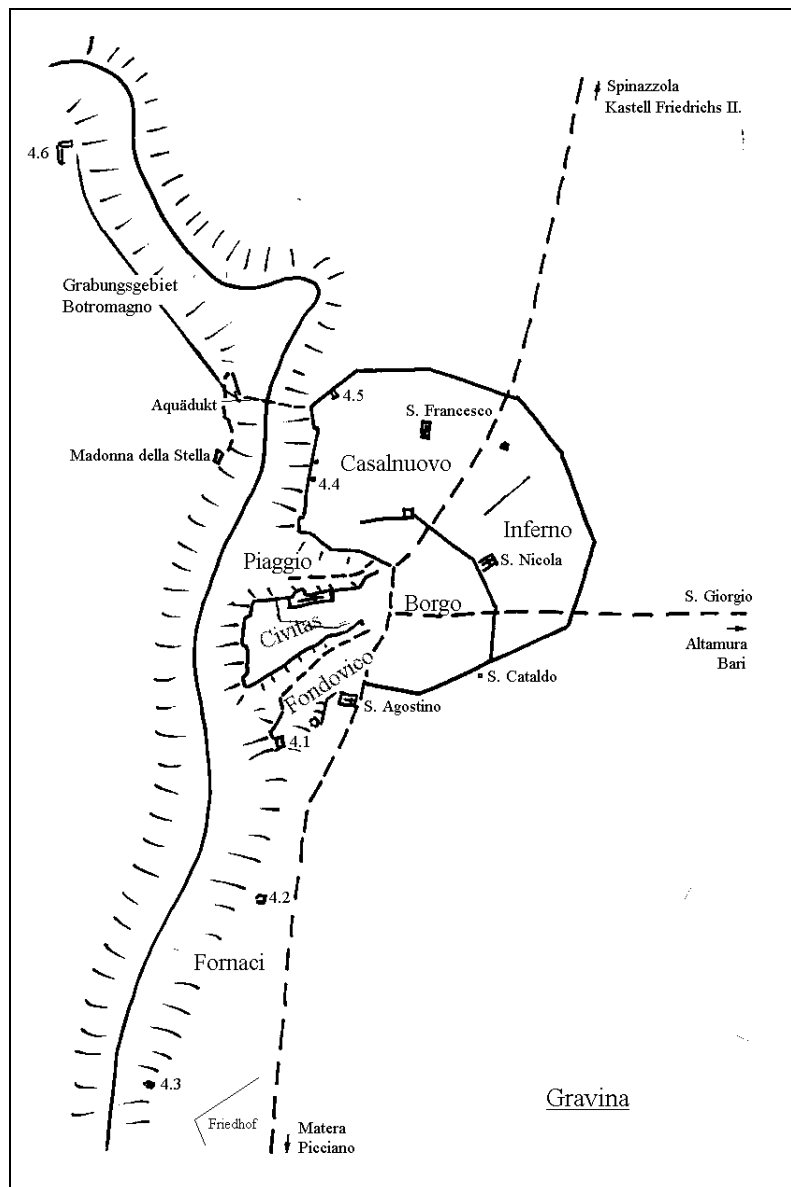 Spinazzola
Kastell Friedrichs II.
4.6
Grabungsgebiet
Botromagno
Aquädukt
4.5
S. Francesco
Madonna della Stella
Casalnuovo
4.4
Inferno
Piaggio
S. Nicola
Borgo
S. Giorgio
Civitas
Altamura
Bari
Fondovico
S. Cataldo
S. Agostino
4.1
4.2
Fornaci
4.3
Gravina
Friedhof
Matera
Picciano